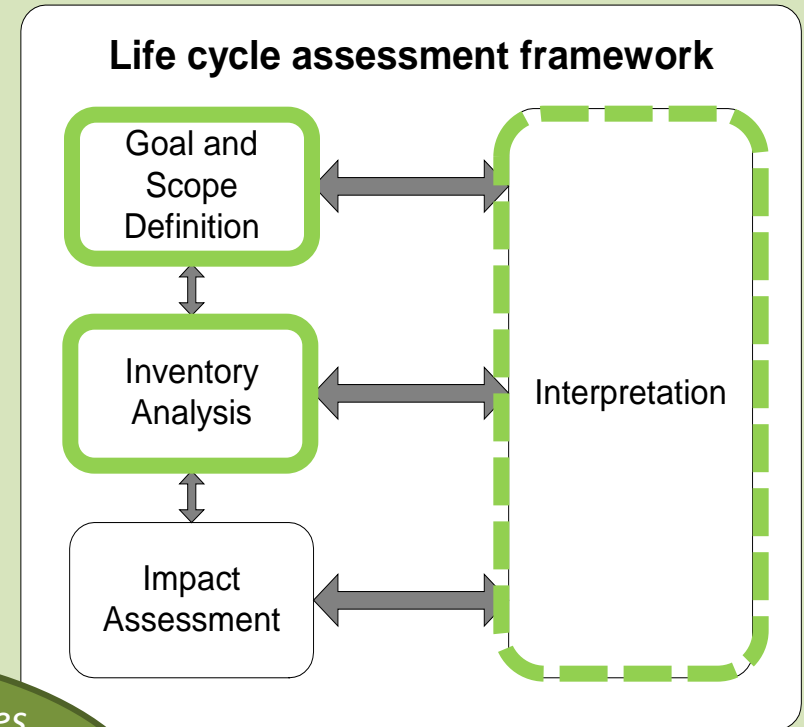 Life cycle assessment framework
Goal and
Scope
Definition
Inventory
Analysis
Interpretation
Impact
Assessment